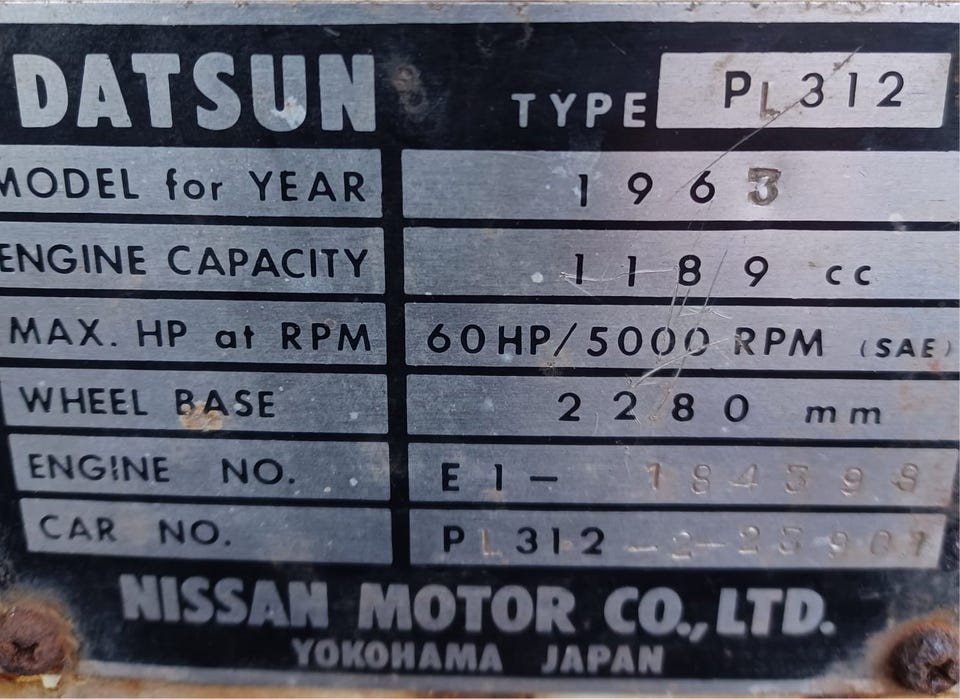 DATSUN TYPE PL312
MODEL for YEAR 1963
ENGINE CAPACITY 1189 cc
MAX. HP at RPM 60HP/5000 RPM (SAE)
WHEEL BASE 2280 mm
ENGINE NO. E1- 184398
CAR NO. PL312
NISSAN MOTOR CO., LTD.
YOKOHAMA JAPAN